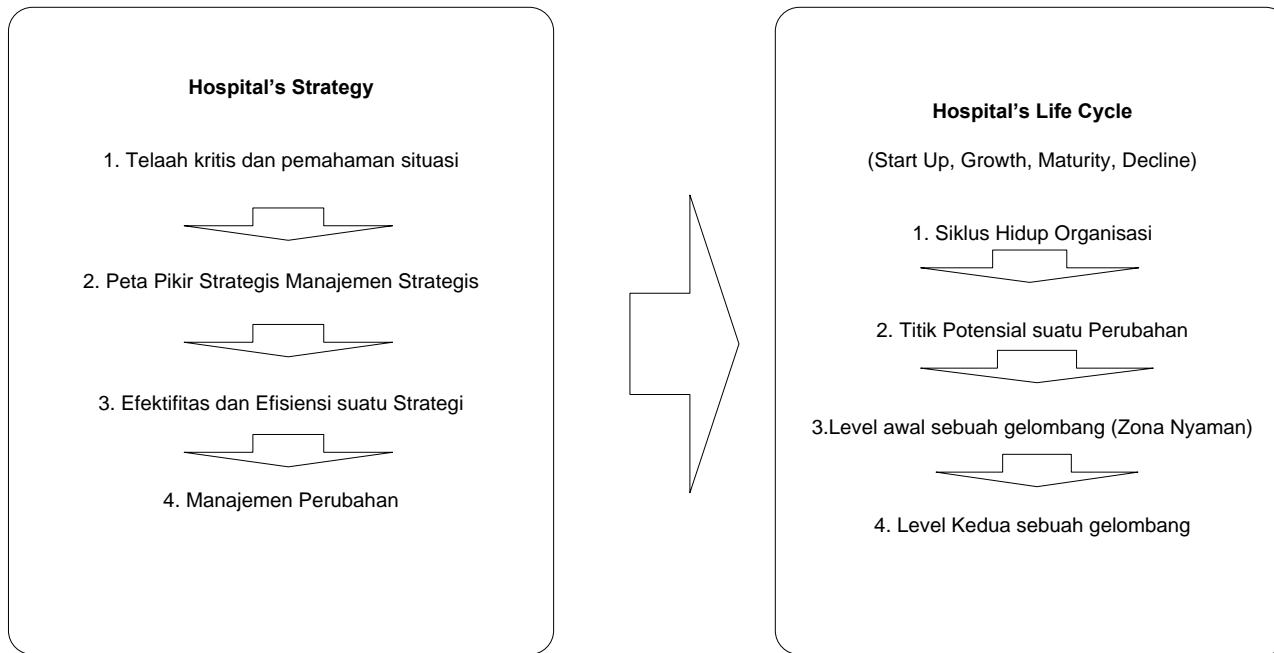 Hospital’s Strategy
1. Telaah kritis dan pemahaman situasi
2. Peta Pikir Strategis Manajemen Strategis
3. Efektifitas dan Efisiensi suatu Strategi
4. Manajemen Perubahan
Hospital’s Life Cycle
(Start Up, Growth, Maturity, Decline)
1. Siklus Hidup Organisasi
2. Titik Potensial suatu Perubahan
3.Level awal sebuah gelombang (Zona Nyaman)
4. Level Kedua sebuah gelombang